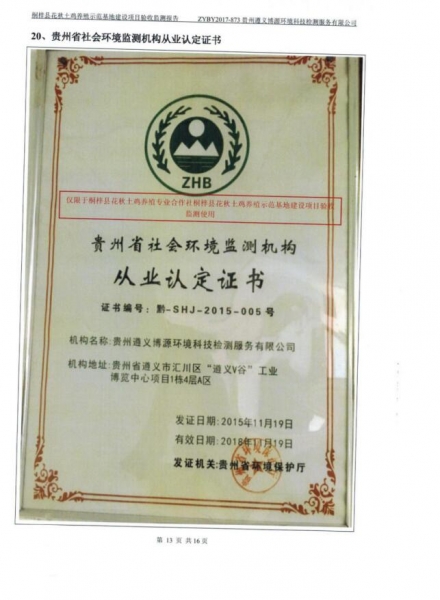 桐梓县花秋土鸡养殖示范基地建设项目验收监测报告 ZYBY2017-873 贵州遵义博源环境科技检测服务有限公司
20、贵州省社会环境监测机构从业认定证书
ZHB
仅限于桐梓县花秋土鸡养殖专业合作社桐梓县花秋土鸡养殖示范基地建设项目验收
监测使用
贵州省社会环境监测机构
从业认定证书
证书编号：黔-SHJ-2015-005号
机构名称:贵州遵义博源环境科技检测服务有限公司
机构地址:贵州省遵义市汇川区“道义V谷”工业
博览中心项目1栋4层A区
发证日期:2015年11月19日
有效日期:2018年11月19日
发证机关:贵州省环境保护厅
第 13 页 共16页